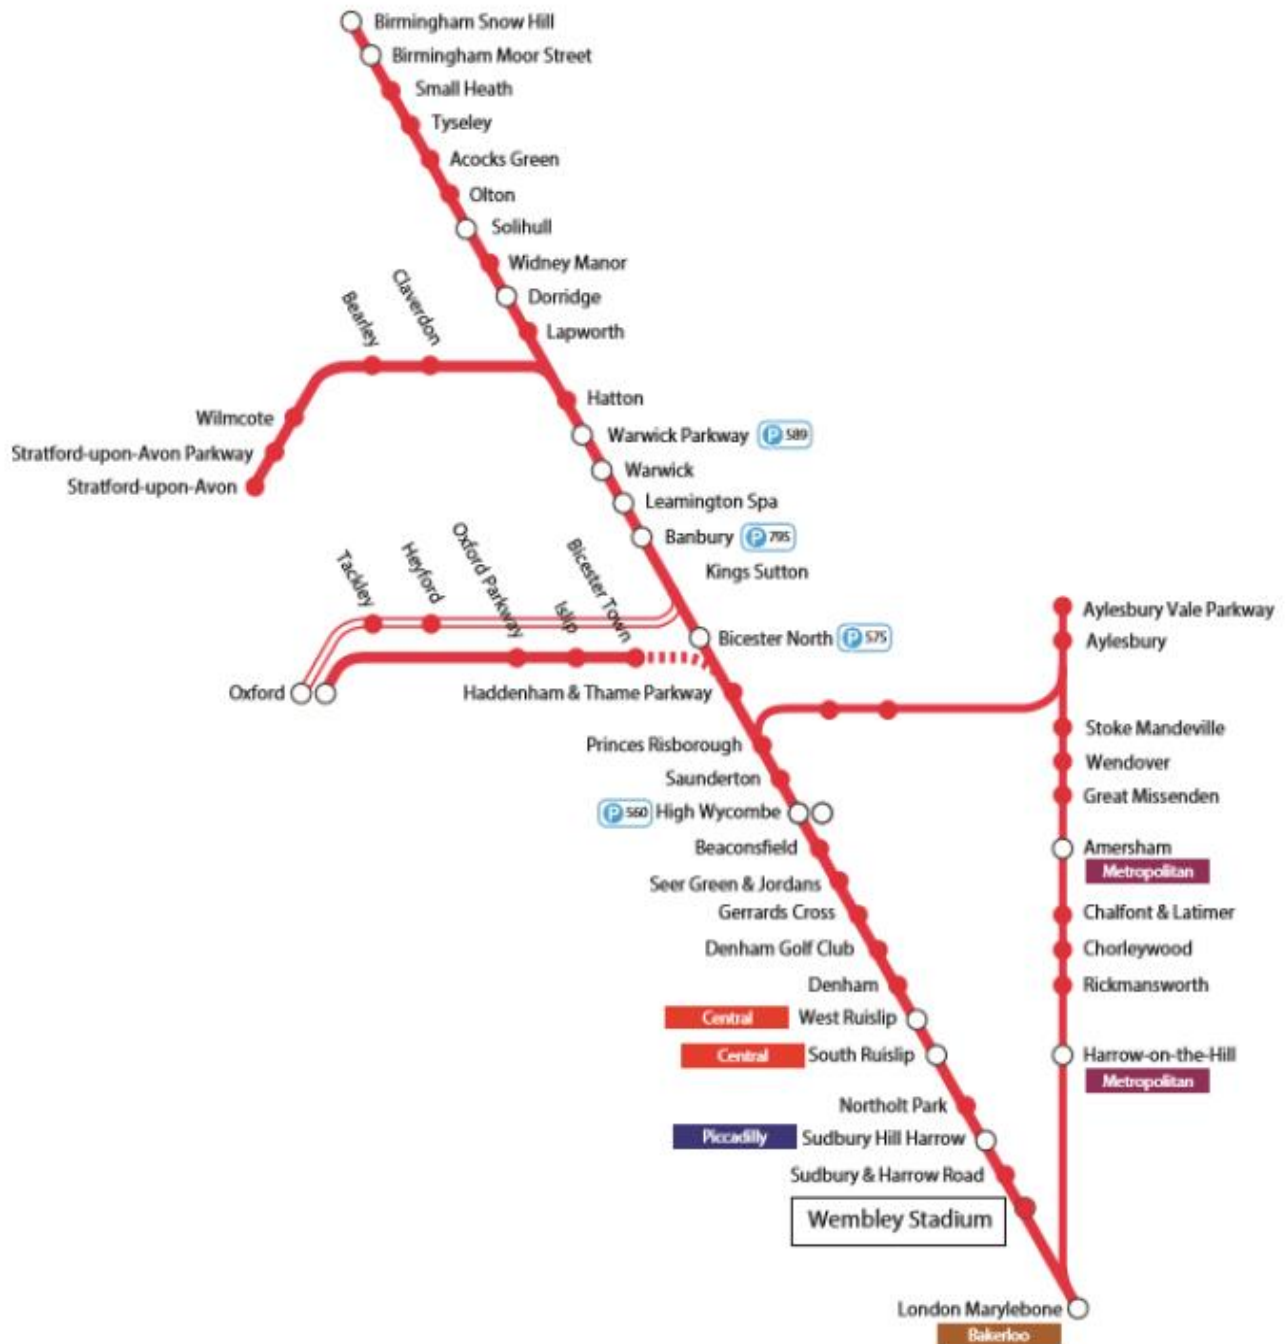 Birmingham Snow Hill
Birmingham Moor Street
Small Heath
Tyseley
Acocks Green
Olton
Solihull
Widney Manor
Dorridge
Lapworth
Claverdon
Bearley
Wilmcote
Stratford-upon-Avon Parkway
Stratford-upon-Avon
Hatton
Warwick Parkway P 589
Warwick
Leamington Spa
Banbury P 795
Kings Sutton
Tackley
Heyford
Oxford Parkway
Islip
Bicester Town
Oxford
Bicester North P 575
Haddenham & Thame Parkway
Princes Risborough
Saunderton
P 560 High Wycombe
Beaconsfield
Seer Green & Jordans
Gerrards Cross
Denham Golf Club
Denham
Central West Ruislip
Central South Ruislip
Northolt Park
Piccadilly Sudbury Hill Harrow
Sudbury & Harrow Road
Wembley Stadium
London Marylebone
Bakerloo
Aylesbury Vale Parkway
Aylesbury
Stoke Mandeville
Wendover
Great Missenden
Amersham
Metropolitan
Chalfont & Latimer
Chorleywood
Rickmansworth
Harrow-on-the-Hill
Metropolitan